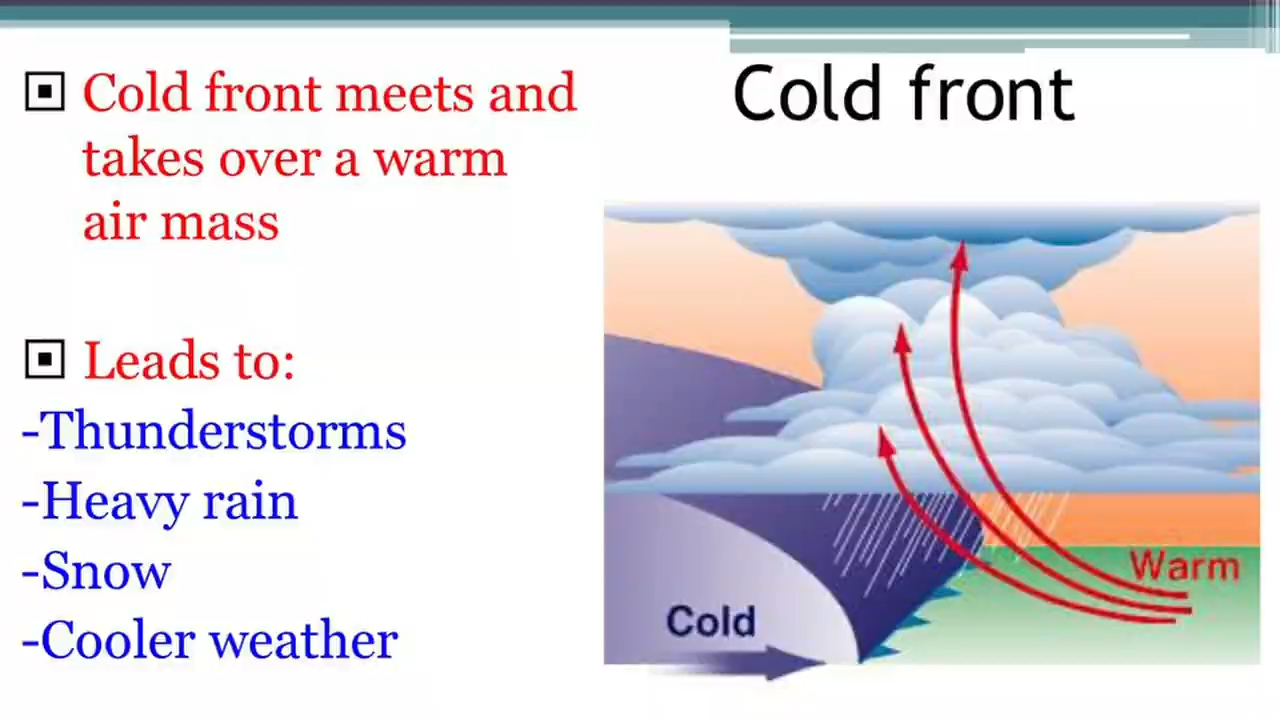 Cold front
Cold front meets and
takes over a warm
air mass
Leads to:
-Thunderstorms
-Heavy rain
-Snow
-Cooler weather
Warm
Cold